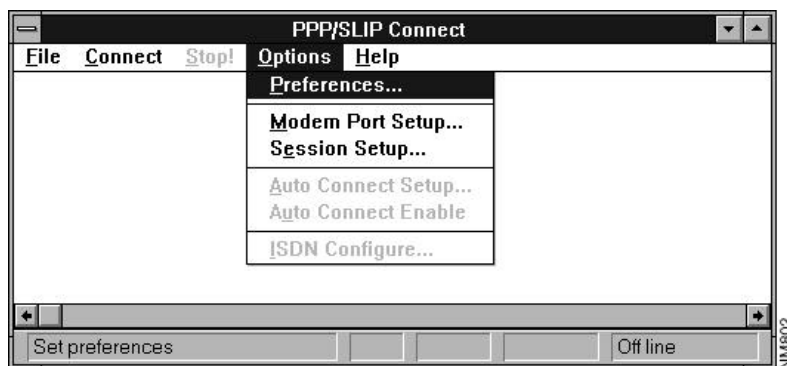 PPP/SLIP Connect
File Connect Stop! Options Help
Preferences...
Modem Port Setup...
Session Setup...
Auto Connect Setup...
Auto Connect Enable
ISDN Configure...
Set preferences Off line
NM802